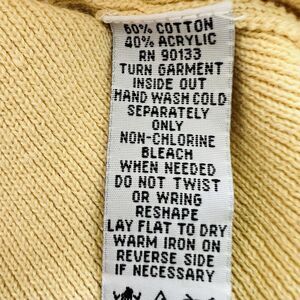 60% COTTON
40% ACRYLIC
RN 90133
TURN GARMENT
INSIDE OUT
HAND WASH COLD
SEPARATELY
ONLY
NON-CHLORINE
BLEACH
WHEN NEEDED
DO NOT TWIST
OR WRING
RESHAPE
LAY FLAT TO DRY
WARM IRON ON
REVERSE SIDE
IF NECESSARY